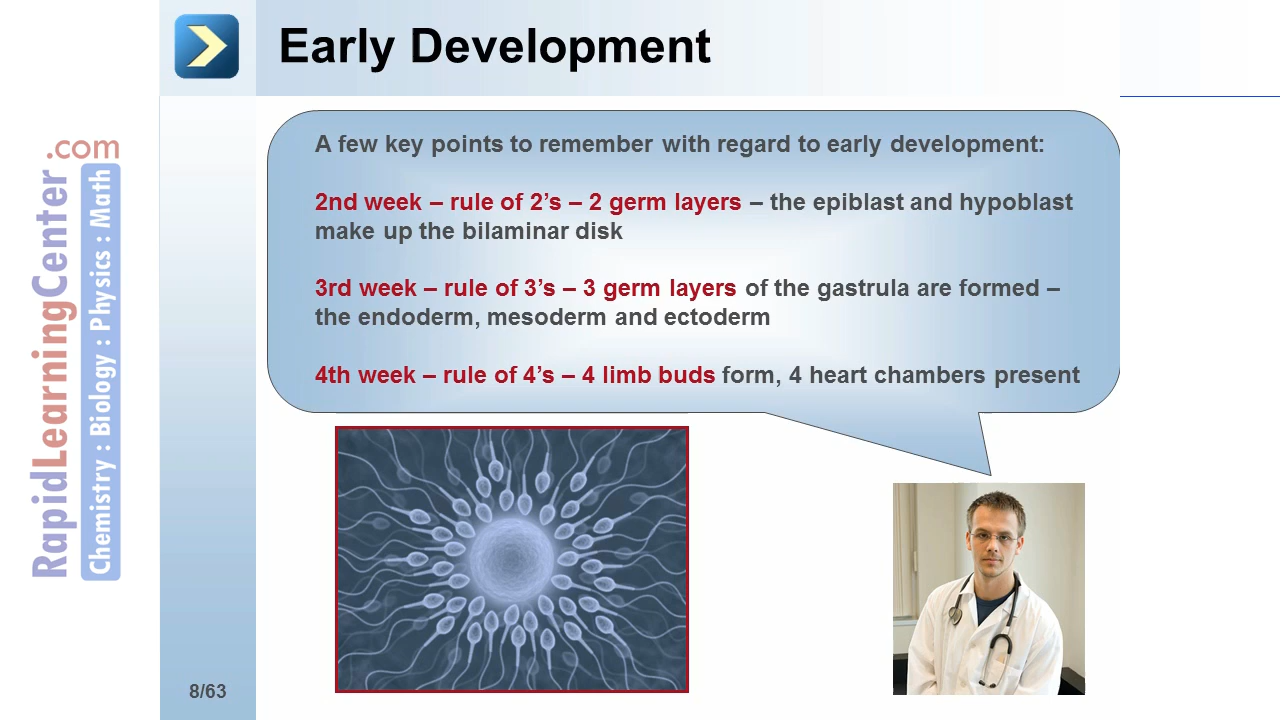 Early Development
A few key points to remember with regard to early development:
2nd week – rule of 2’s – 2 germ layers – the epiblast and hypoblast
make up the bilaminar disk
3rd week – rule of 3’s – 3 germ layers of the gastrula are formed –
the endoderm, mesoderm and ectoderm
4th week – rule of 4’s – 4 limb buds form, 4 heart chambers present
RapidLearningCenter.com
Chemistry : Biology : Physics : Math
8/63